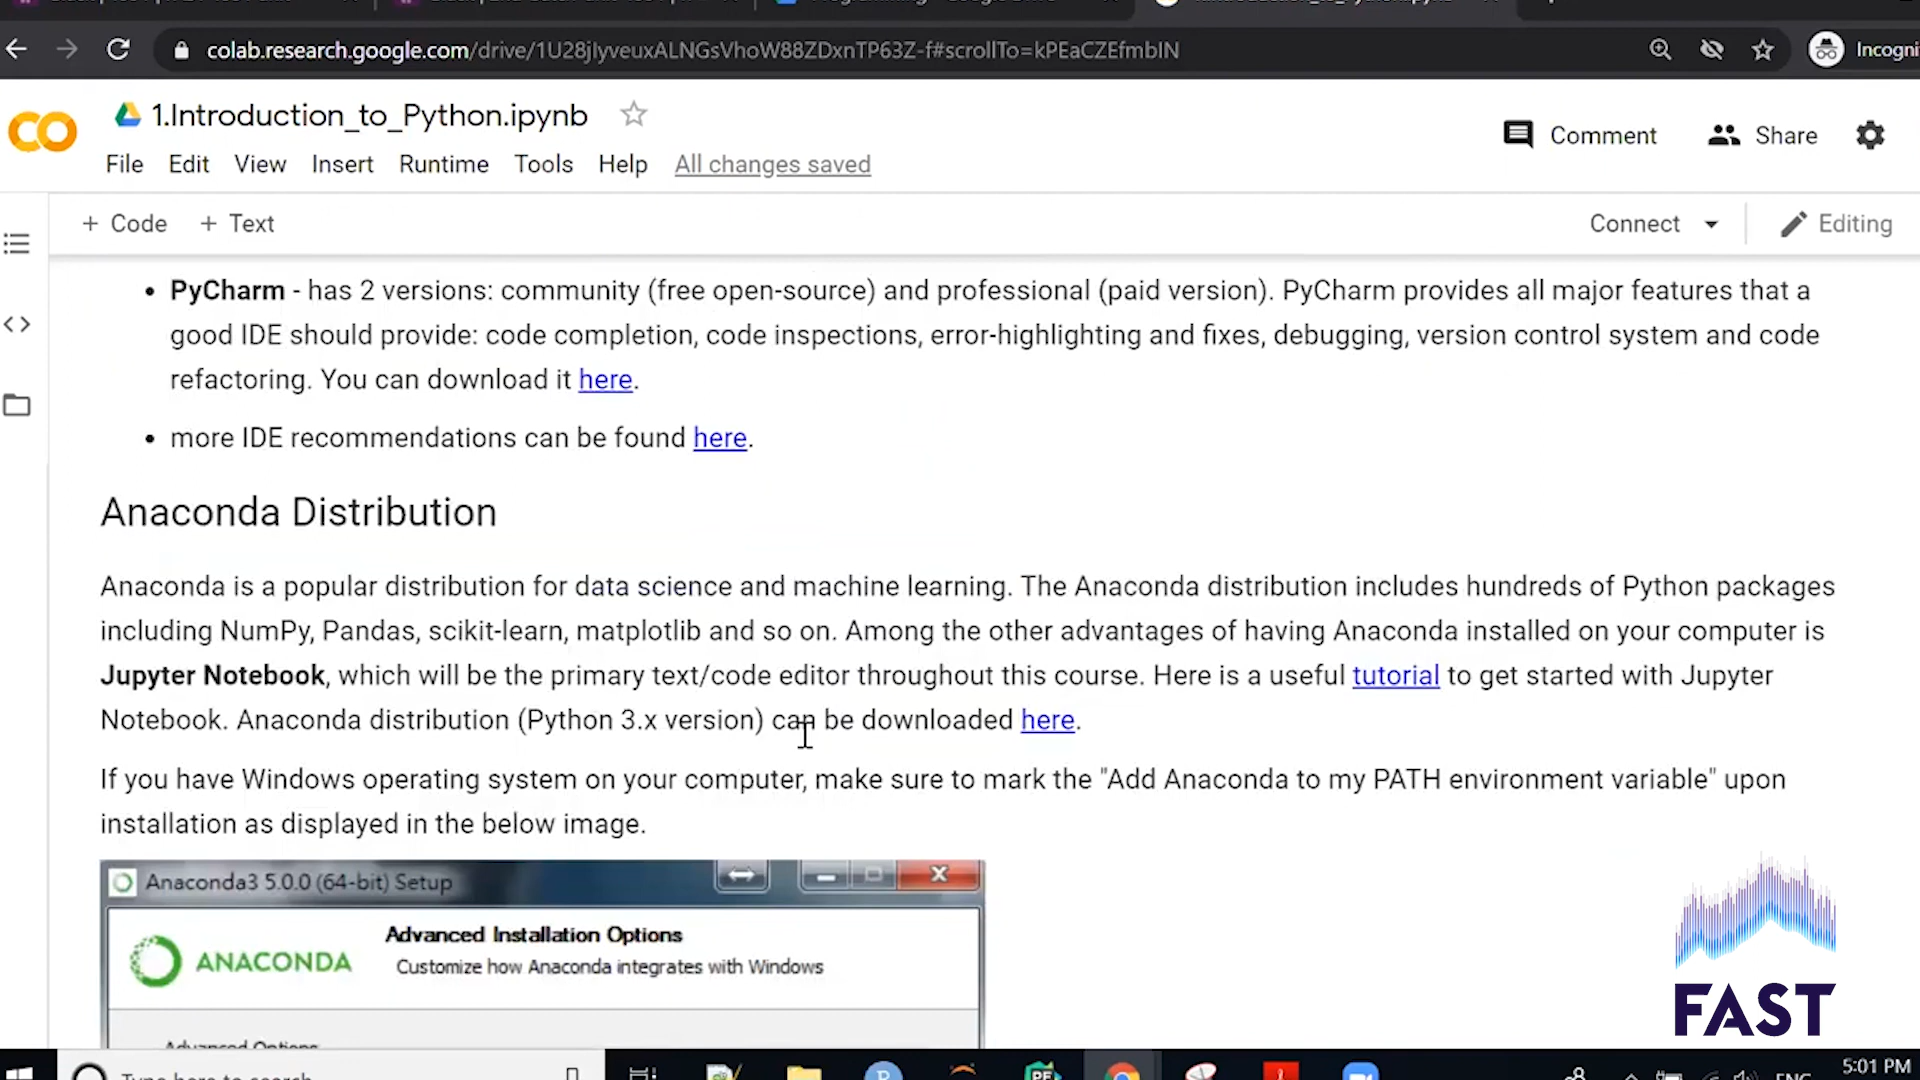 colab.research.google.com/drive/1U28jIyveuxALNGsVhoW88ZDxnTP63Z-f#scrollTo=kPEaCZEfmbIN
Incogni
1.Introduction_to_Python.ipynb
Comment Share
File Edit View Insert Runtime Tools Help All changes saved
+ Code + Text Connect Editing
• PyCharm - has 2 versions: community (free open-source) and professional (paid version). PyCharm provides all major features that a
good IDE should provide: code completion, code inspections, error-highlighting and fixes, debugging, version control system and code
refactoring. You can download it here.
• more IDE recommendations can be found here.
Anaconda Distribution
Anaconda is a popular distribution for data science and machine learning. The Anaconda distribution includes hundreds of Python packages
including NumPy, Pandas, scikit-learn, matplotlib and so on. Among the other advantages of having Anaconda installed on your computer is
Jupyter Notebook, which will be the primary text/code editor throughout this course. Here is a useful tutorial to get started with Jupyter
Notebook. Anaconda distribution (Python 3.x version) can be downloaded here.
If you have Windows operating system on your computer, make sure to mark the "Add Anaconda to my PATH environment variable" upon
installation as displayed in the below image.
Anaconda3 5.0.0 (64-bit) Setup
Advanced Installation Options
ANACONDA
Customize how Anaconda integrates with Windows
Advanced Options
FAST
Type here to search
5:01 PM
ENG